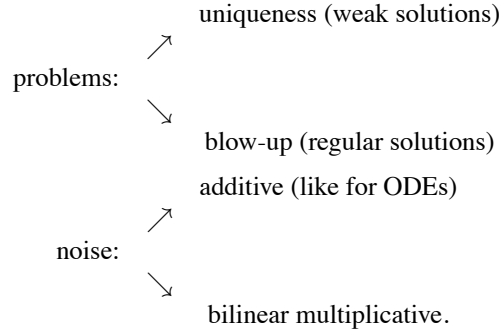 uniqueness (weak solutions)
problems:
blow-up (regular solutions)
additive (like for ODEs)
noise:
bilinear multiplicative.